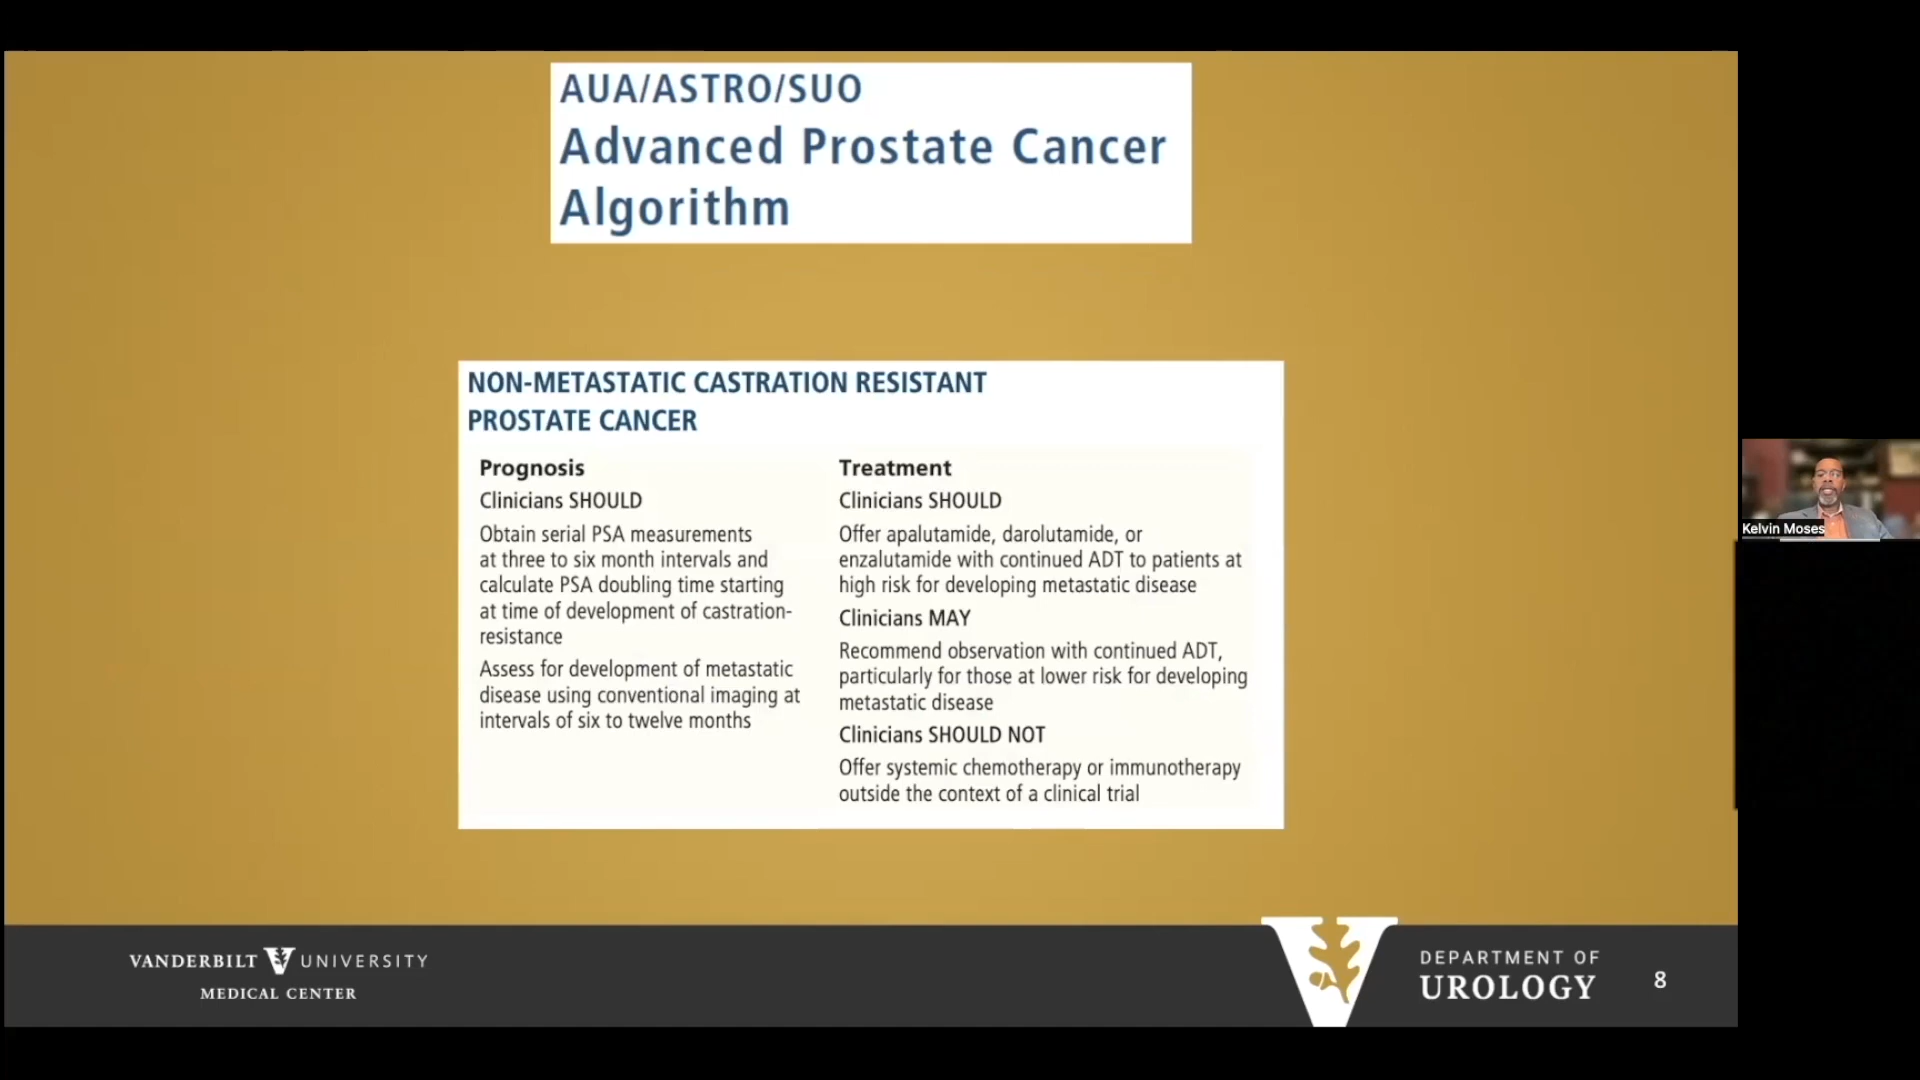 AUA/ASTRO/SUO
Advanced Prostate Cancer
Algorithm
NON-METASTATIC CASTRATION RESISTANT
PROSTATE CANCER
Prognosis
Clinicians SHOULD
Obtain serial PSA measurements
at three to six month intervals and
calculate PSA doubling time starting
at time of development of castration-
resistance
Assess for development of metastatic
disease using conventional imaging at
intervals of six to twelve months
Treatment
Clinicians SHOULD
Offer apalutamide, darolutamide, or
enzalutamide with continued ADT to patients at
high risk for developing metastatic disease
Clinicians MAY
Recommend observation with continued ADT,
particularly for those at lower risk for developing
metastatic disease
Clinicians SHOULD NOT
Offer systemic chemotherapy or immunotherapy
outside the context of a clinical trial
Kelvin Moses
VANDERBILT V UNIVERSITY
MEDICAL CENTER
V
DEPARTMENT OF
UROLOGY
8